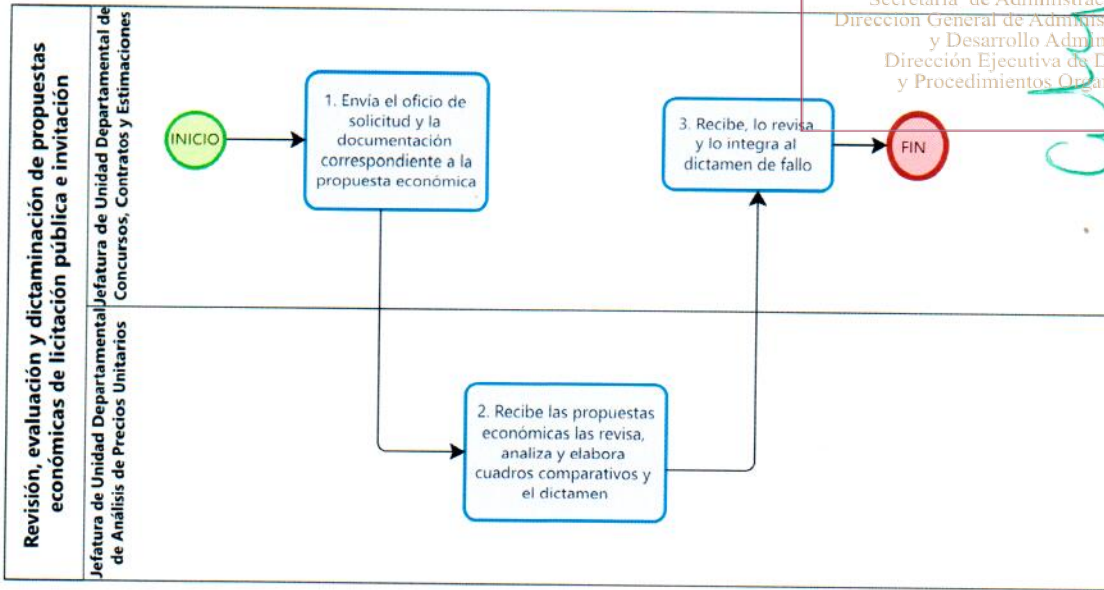 Revisión, evaluación y dictaminación de propuestas
económicas de licitación pública e invitación
Jefatura de Unidad Departamental de
Concursos, Contratos y Estimaciones
INICIO
1. Envía el oficio de
solicitud y la
documentación
correspondiente a la
propuesta económica
3. Recibe, lo revisa
y lo integra al
dictamen de fallo
FIN
Jefatura de Unidad Departamental
de Análisis de Precios Unitarios
2. Recibe las propuestas
económicas las revisa,
analiza y elabora
cuadros comparativos y
el dictamen
Dirección General de
y Desarrollo
Dirección Ejecutiva de
y Procedimientos